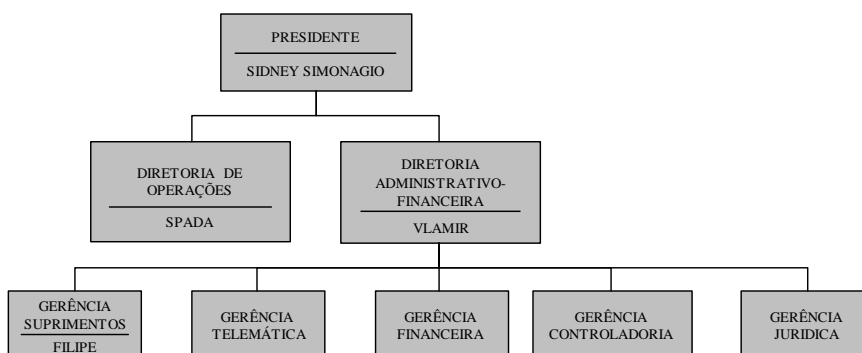 PRESIDENTE
SIDNEY SIMONAGIO
DIRETORIA DE
OPERAÇÕES
SPADA
DIRETORIA
ADMINISTRATIVO-
FINANCEIRA
VLAMIR
GERÊNCIA
SUPRIMENTOS
FILIPE
GERÊNCIA
TELEMÁTICA
GERÊNCIA
FINANCEIRA
GERÊNCIA
CONTROLADORIA
GERÊNCIA
JURIDICA